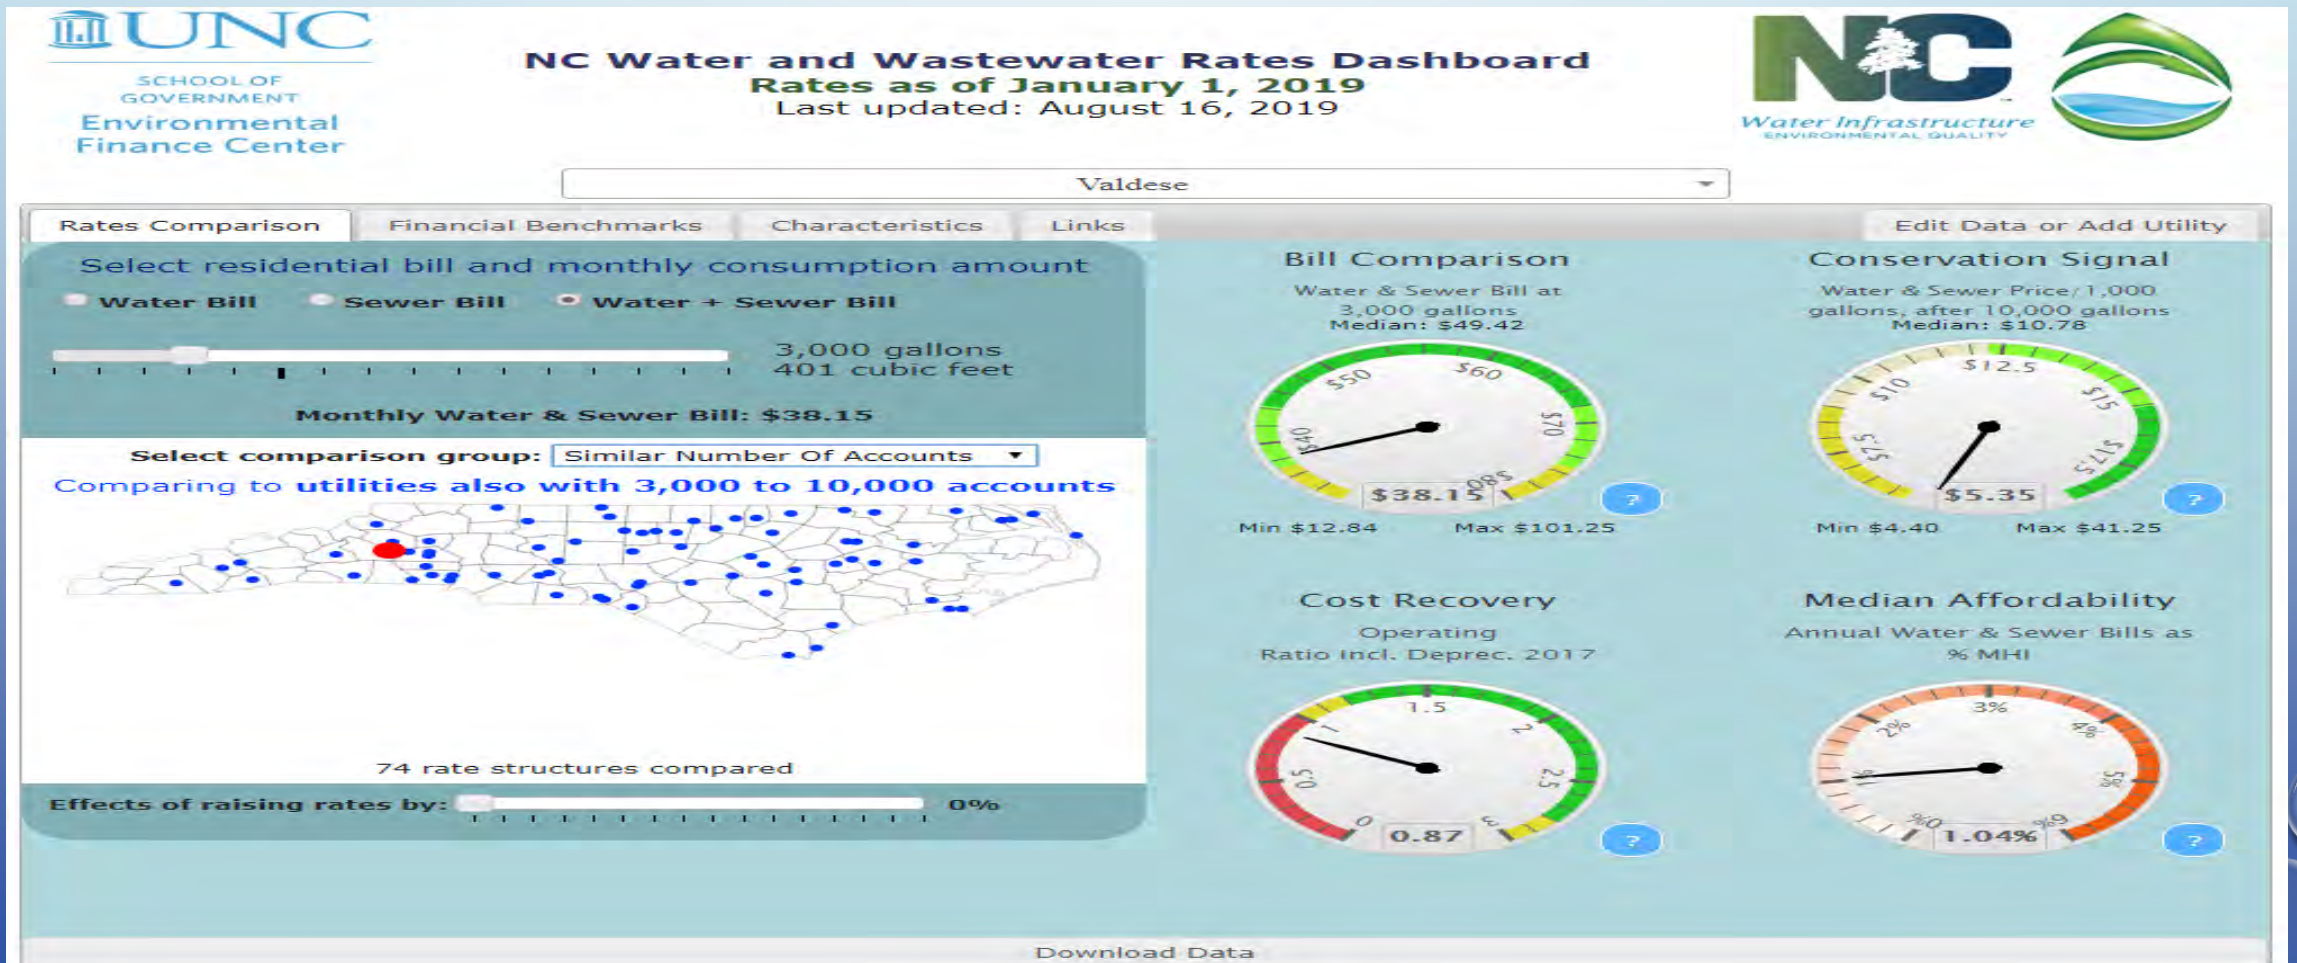 UNC
SCHOOL OF
GOVERNMENT
Environmental
Finance Center
NC Water and Wastewater Rates Dashboard
Rates as of January 1, 2019
Last updated: August 16, 2019
NC
Water Infrastructure
ENVIRONMENTAL QUALITY
Valdese
Rates Comparison Financial Benchmarks Characteristics Links Edit Data or Add Utility
Select residential bill and monthly consumption amount
Water Bill Sewer Bill Water + Sewer Bill
3,000 gallons
401 cubic feet
Monthly Water & Sewer Bill: $38.15
Select comparison group: Similar Number Of Accounts
Comparing to utilities also with 3,000 to 10,000 accounts
74 rate structures compared
Effects of raising rates by: 0%
Bill Comparison
Water & Sewer Bill at
3,000 gallons
Median: $49.42
$40 $50 $60 $70 $80
$38.15
?
Min $12.84 Max $101.25
Conservation Signal
Water & Sewer Price/1,000
gallons, after 10,000 gallons
Median: $10.78
$7.5 $10 $12.5 $15 $17.5
$5.35
?
Min $4.40 Max $41.25
Cost Recovery
Operating
Ratio Incl. Deprec. 2017
0 0.5 1 1.5 2 2.5 3
0.87
?
Median Affordability
Annual Water & Sewer Bills as
% MHI
0% 1% 2% 3% 4% 5% 6%
1.04%
?
Download Data